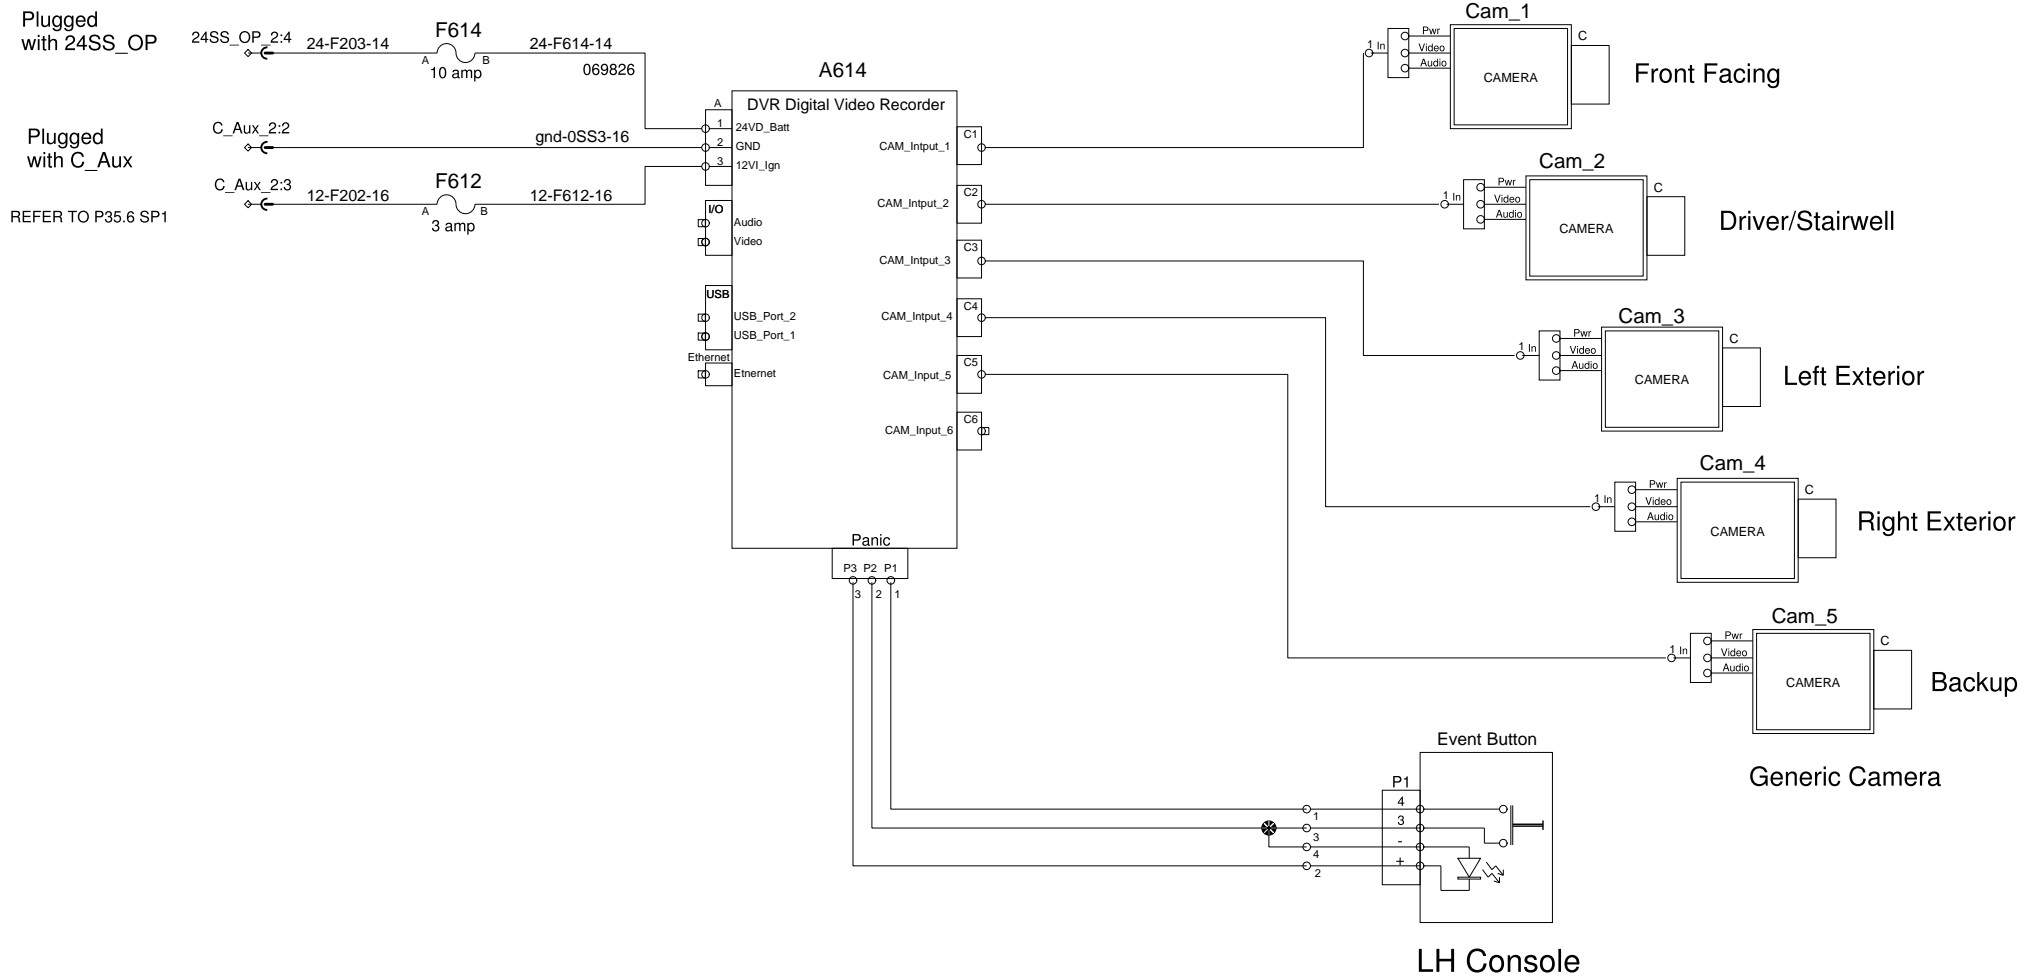 Plugged
with 24SS_OP
24SS_OP_2:4
24-F203-14
F614
A
B
10 amp
24-F614-14
069826
Plugged
with C_Aux
C_Aux_2:2
gnd-0SS3-16
C_Aux_2:3
12-F202-16
F612
A
B
3 amp
12-F612-16
REFER TO P35.6 SP1
A614
DVR Digital Video Recorder
A
1
24VD_Batt
2
GND
3
12VI_Ign
I/O
Audio
Video
USB
USB_Port_2
USB_Port_1
Ethernet
Etnernet
CAM_Intput_1
C1
CAM_Intput_2
C2
CAM_Intput_3
C3
CAM_Intput_4
C4
CAM_Input_5
C5
CAM_Input_6
C6
Panic
P3
P2
P1
3
2
1
Cam_1
1
In
Pwr
Video
Audio
CAMERA
C
Front Facing
Cam_2
1
In
Pwr
Video
Audio
CAMERA
C
Driver/Stairwell
Cam_3
1
In
Pwr
Video
Audio
CAMERA
C
Left Exterior
Cam_4
1
In
Pwr
Video
Audio
CAMERA
C
Right Exterior
Cam_5
1
In
Pwr
Video
Audio
CAMERA
C
Backup
Generic Camera
Event Button
P1
4
3
-
+
1
3
4
2
LH Console